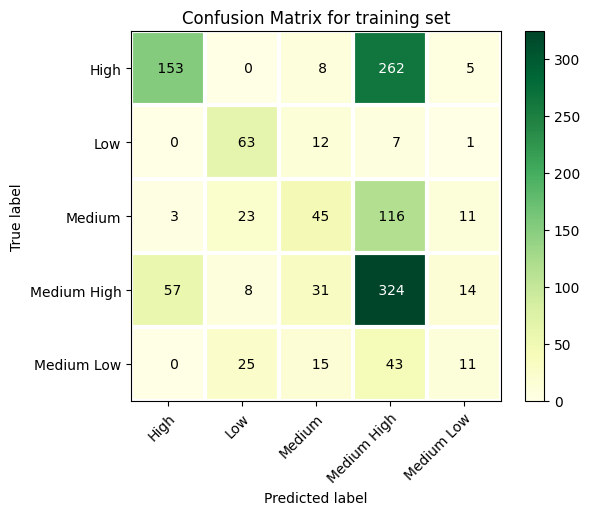 Confusion Matrix for training set
True label
High 153 0 8 262 5
Low 0 63 12 7 1
Medium 3 23 45 116 11
Medium High 57 8 31 324 14
Medium Low 0 25 15 43 11
High Low Medium Medium High Medium Low
Predicted label
300
250
200
150
100
50
0